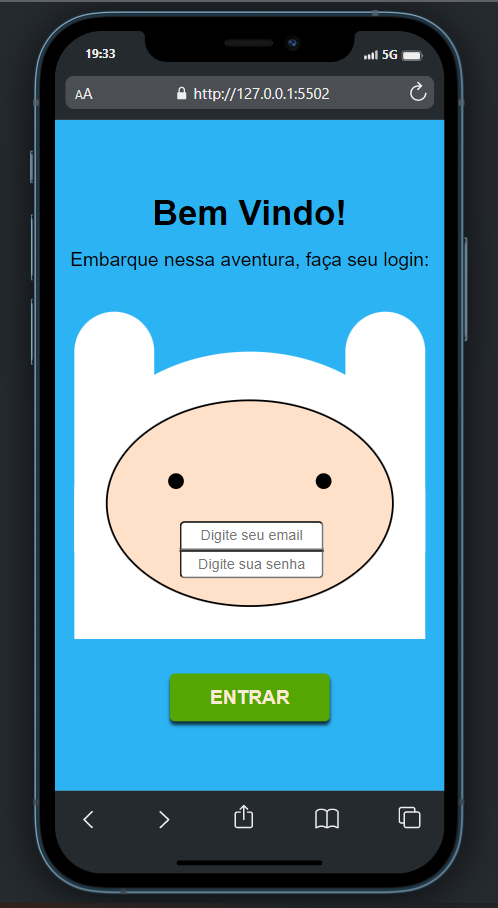 19:33
5G
AA
http://127.0.0.1:5502
Bem Vindo!
Embarque nessa aventura, faça seu login:
Digite seu email
Digite sua senha
ENTRAR